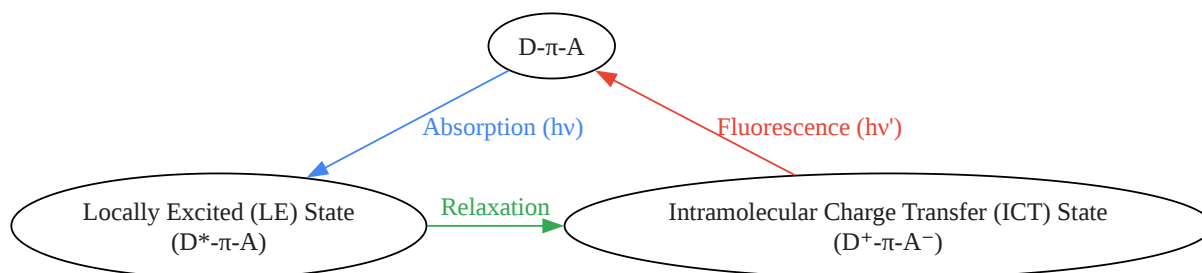 D-π-A
Absorption (hν)
Fluorescence (hν')
Relaxation
Locally Excited (LE) State
(D*-π-A)
Intramolecular Charge Transfer (ICT) State
(D⁺-π-A⁻)